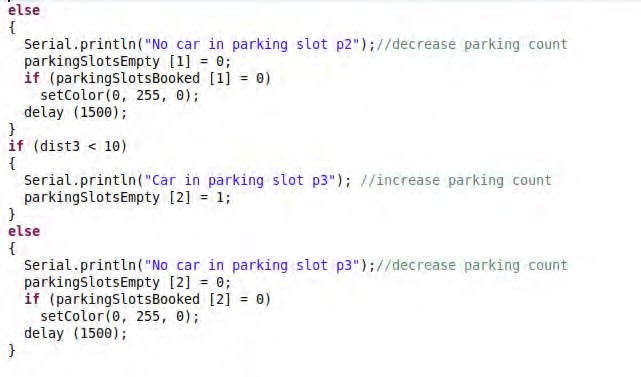 else
{
  Serial.println("No car in parking slot p2");//decrease parking count
  parkingSlotsEmpty [1] = 0;
  if (parkingSlotsBooked [1] = 0)
    setColor(0, 255, 0);
  delay (1500);
}
if (dist3 < 10)
{
  Serial.println("Car in parking slot p3"); //increase parking count
  parkingSlotsEmpty [2] = 1;
}
else
{
  Serial.println("No car in parking slot p3");//decrease parking count
  parkingSlotsEmpty [2] = 0;
  if (parkingSlotsBooked [2] = 0)
    setColor(0, 255, 0);
  delay (1500);
}